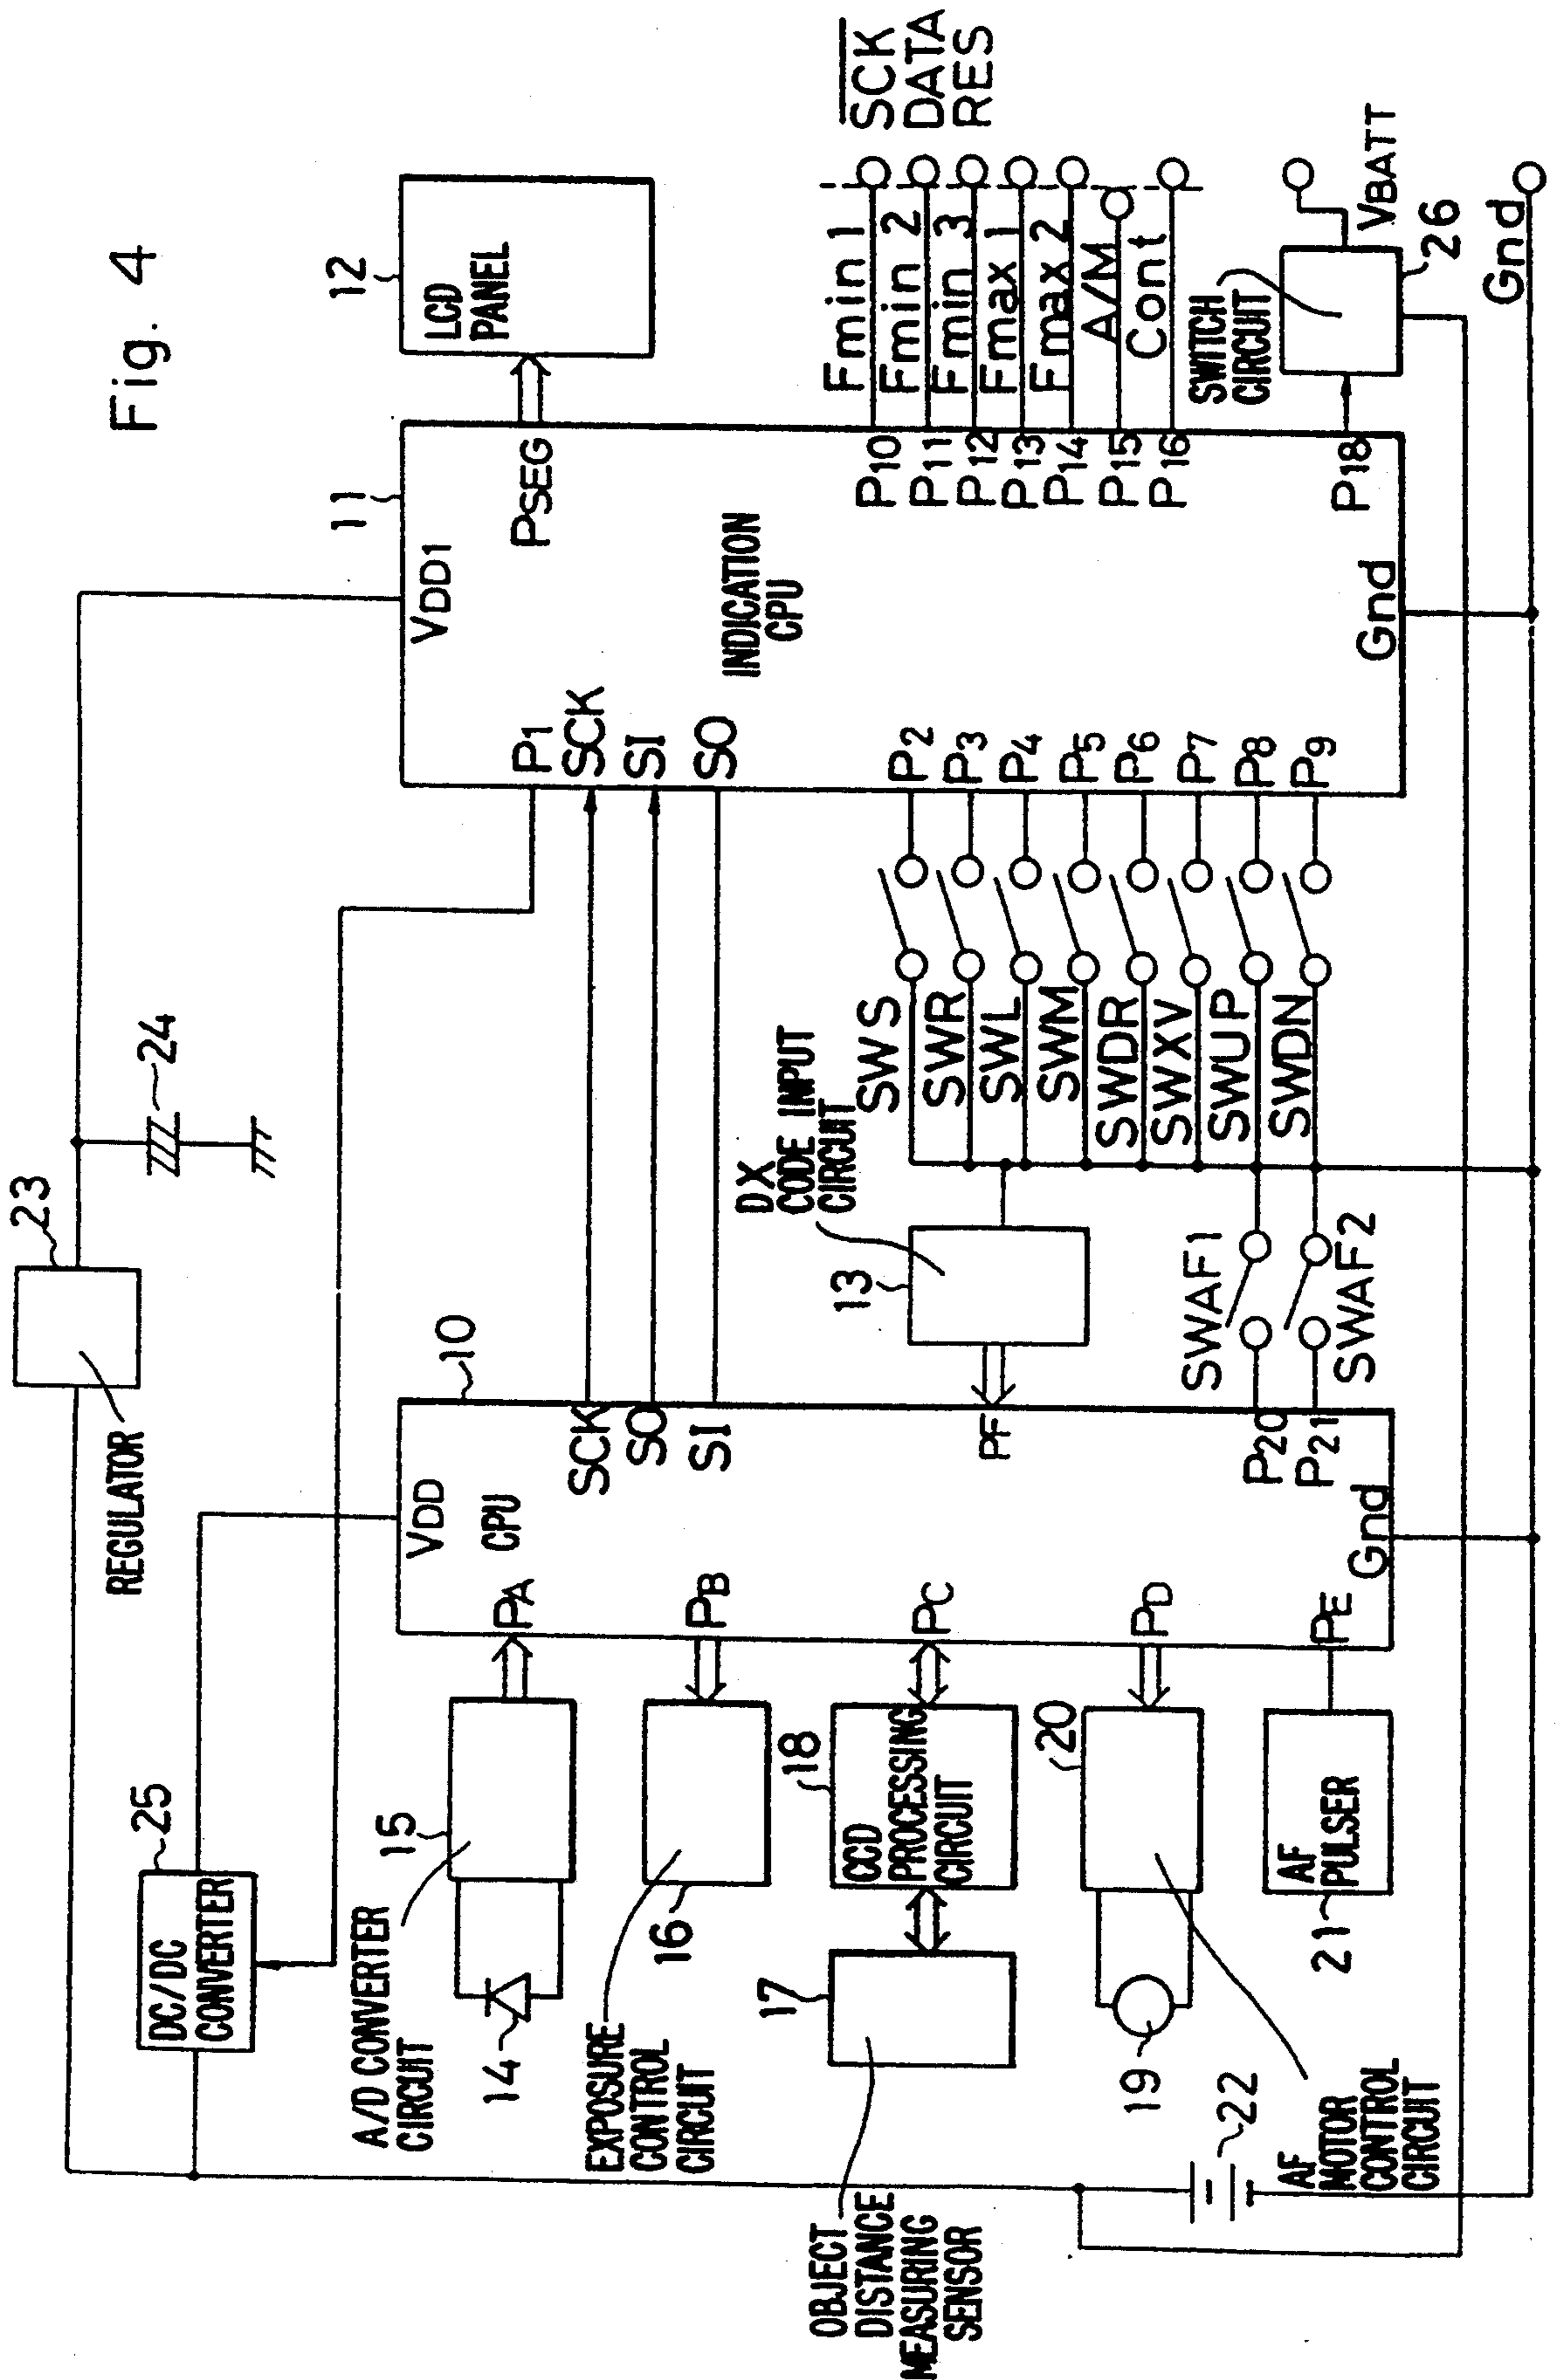 Fig. 4
23
REGULATOR
24
25
DC/DC
CONVERTER
10
VDD
CPU
PA
PB
PC
PD
PE
SCK
SO
SI
PF
P20
P21
Gnd
15
A/D CONVERTER
CIRCUIT
14
16
EXPOSURE
CONTROL
CIRCUIT
17
OBJECT
DISTANCE
MEASURING
SENSOR
18
CCD
PROCESSING
CIRCUIT
19
20
AF
MOTOR
CONTROL
CIRCUIT
21
AF
PULSER
22
13
DX
CODE INPUT
CIRCUIT
SWAF1
SWAF2
SWS
SWR
SWL
SWM
SWDR
SWXV
SWUP
SWDN
11
VDD1
INDICATION
CPU
P1
SCK
SI
SO
P2
P3
P4
P5
P6
P7
P8
P9
Gnd
PSEG
P10
P11
P12
P13
P14
P15
P16
P18
12
LCD
PANEL
Fmin 1
Fmin 2
Fmin 3
Fmax 1
Fmax 2
A/M
Cont
SCK
DATA
RES
SWITCH
CIRCUIT
26
VBATT
Gnd